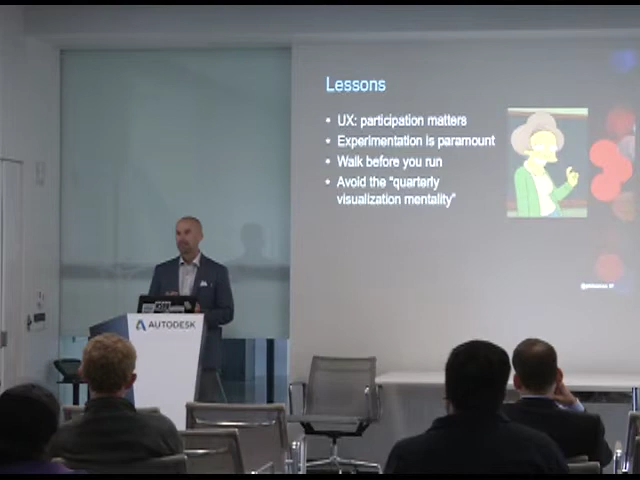 Lessons
• UX: participation matters
• Experimentation is paramount
• Walk before you run
• Avoid the "quarterly
visualization mentality"
AUTODESK